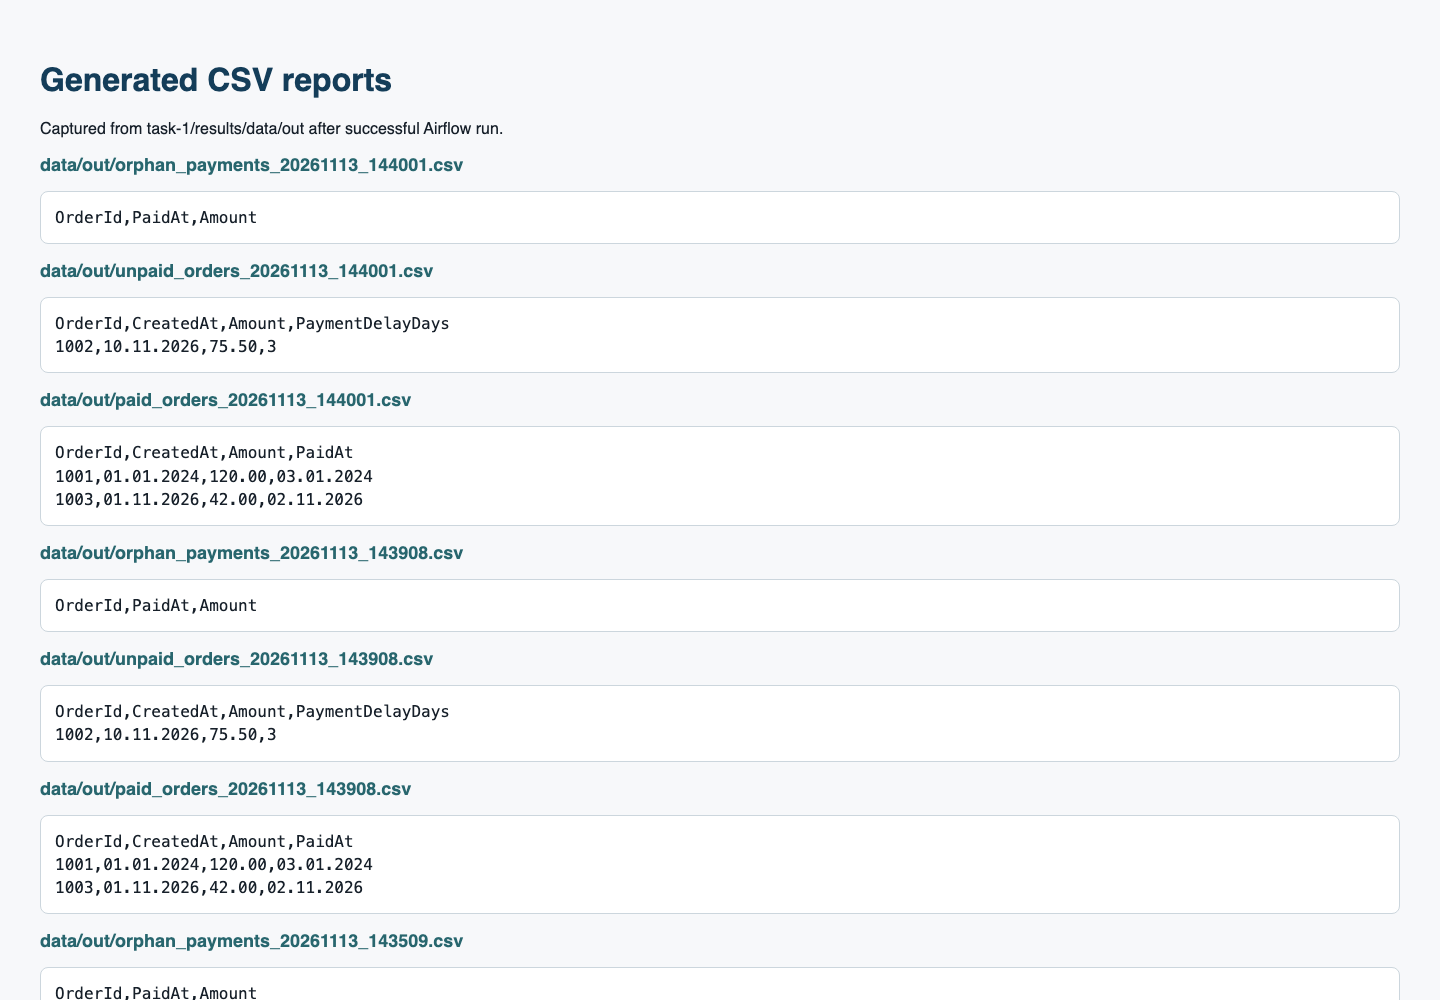 Generated CSV reports
Captured from task-1/results/data/out after successful Airflow run.
data/out/orphan_payments_20261113_144001.csv
OrderId,PaidAt,Amount
data/out/unpaid_orders_20261113_144001.csv
OrderId,CreatedAt,Amount,PaymentDelayDays
1002,10.11.2026,75.50,3
data/out/paid_orders_20261113_144001.csv
OrderId,CreatedAt,Amount,PaidAt
1001,01.01.2024,120.00,03.01.2024
1003,01.11.2026,42.00,02.11.2026
data/out/orphan_payments_20261113_143908.csv
OrderId,PaidAt,Amount
data/out/unpaid_orders_20261113_143908.csv
OrderId,CreatedAt,Amount,PaymentDelayDays
1002,10.11.2026,75.50,3
data/out/paid_orders_20261113_143908.csv
OrderId,CreatedAt,Amount,PaidAt
1001,01.01.2024,120.00,03.01.2024
1003,01.11.2026,42.00,02.11.2026
data/out/orphan_payments_20261113_143509.csv
OrderId,PaidAt,Amount